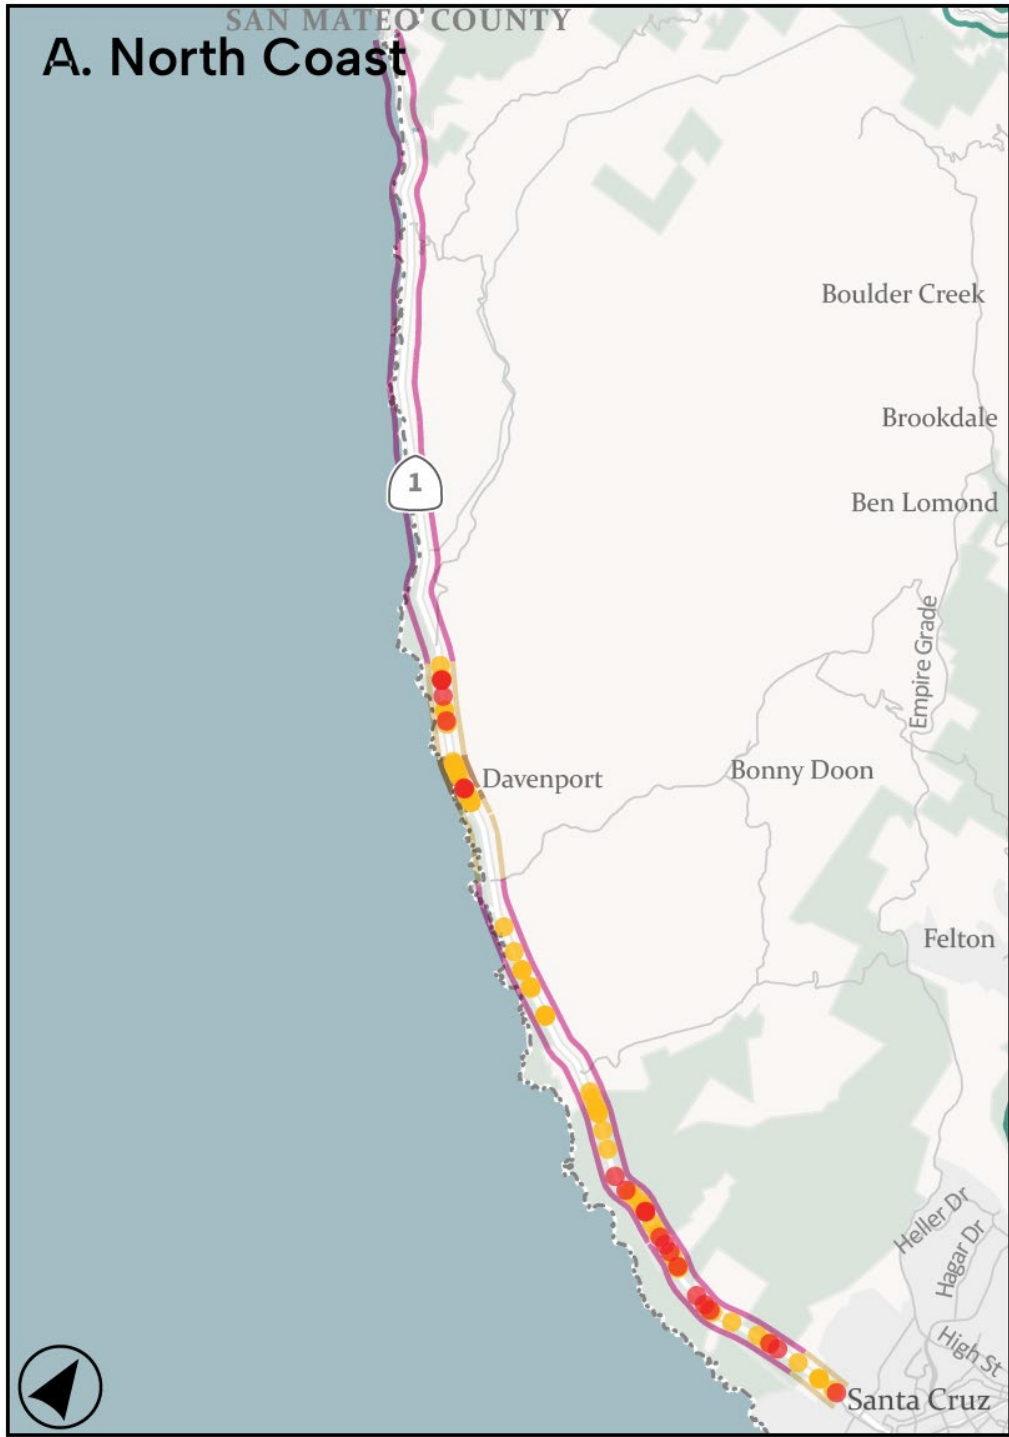 SAN MATEO COUNTY
A. North Coast
Boulder Creek
Brookdale
1
Ben Lomond
Empire Grade
Davenport
Bonny Doon
Felton
Heller Dr
Hagar Dr
High St
Santa Cruz